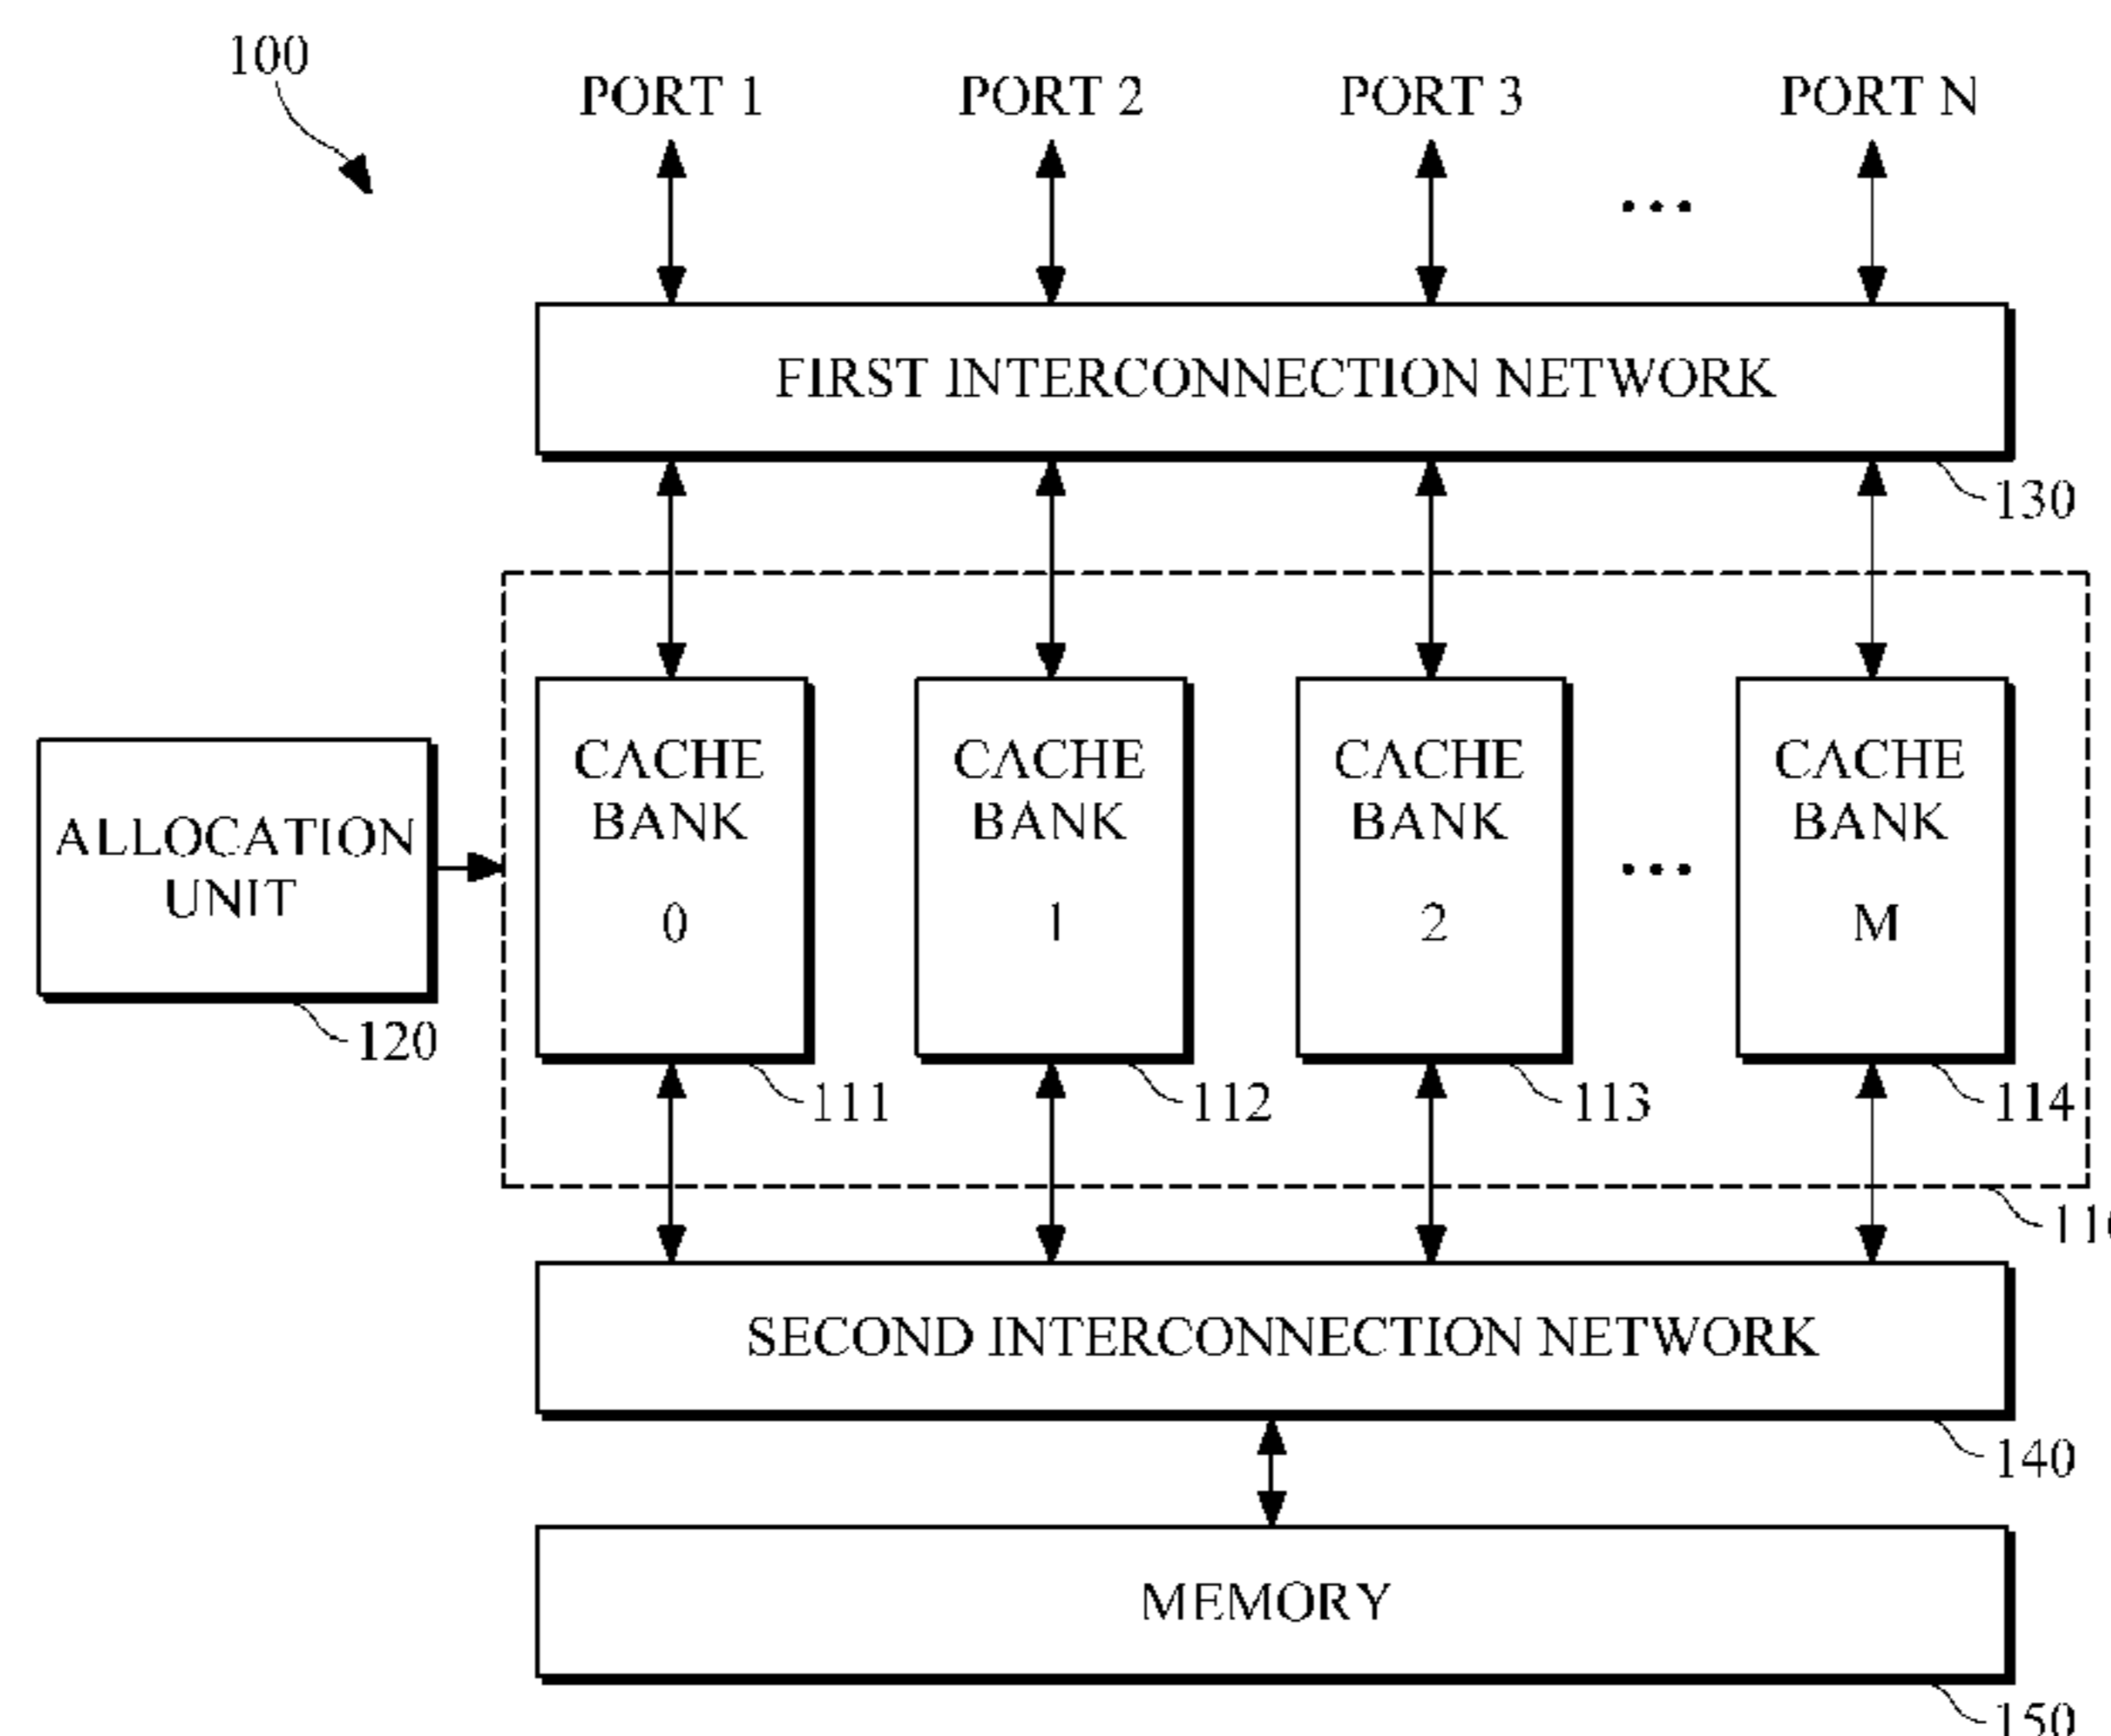 100
PORT 1 PORT 2 PORT 3 ... PORT N
FIRST INTERCONNECTION NETWORK
130
CACHE BANK 0
CACHE BANK 1
CACHE BANK 2
...
CACHE BANK M
ALLOCATION
UNIT
120
111
112
113
114
SECOND INTERCONNECTION NETWORK
140
MEMORY
150